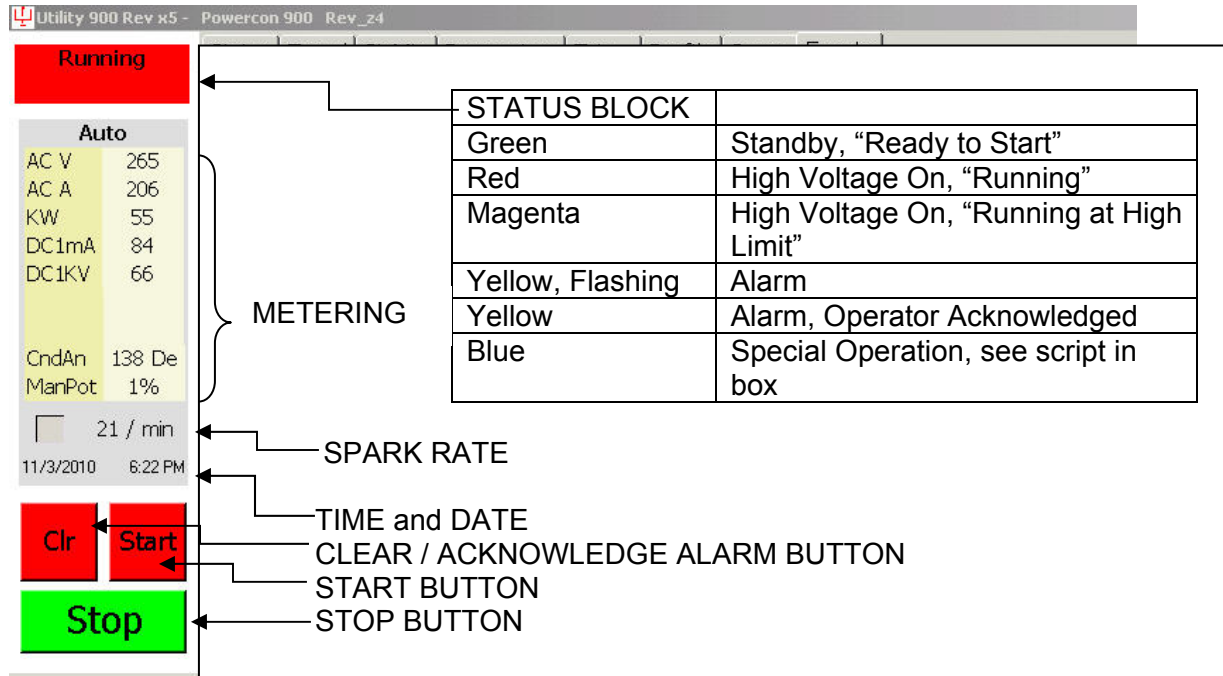 Utility 900 Rev x5 - Powercon 900 Rev_z4
Running
Auto
AC V 265
AC A 206
KW 55
DC1mA 84
DC1KV 66
CndAn 138 De
ManPot 1%
21 / min
11/3/2010 6:22 PM
Clr Start
Stop
STATUS BLOCK
Green Standby, “Ready to Start”
Red High Voltage On, “Running”
Magenta High Voltage On, “Running at High
Limit”
Yellow, Flashing Alarm
Yellow Alarm, Operator Acknowledged
Blue Special Operation, see script in
box
METERING
SPARK RATE
TIME and DATE
CLEAR / ACKNOWLEDGE ALARM BUTTON
START BUTTON
STOP BUTTON